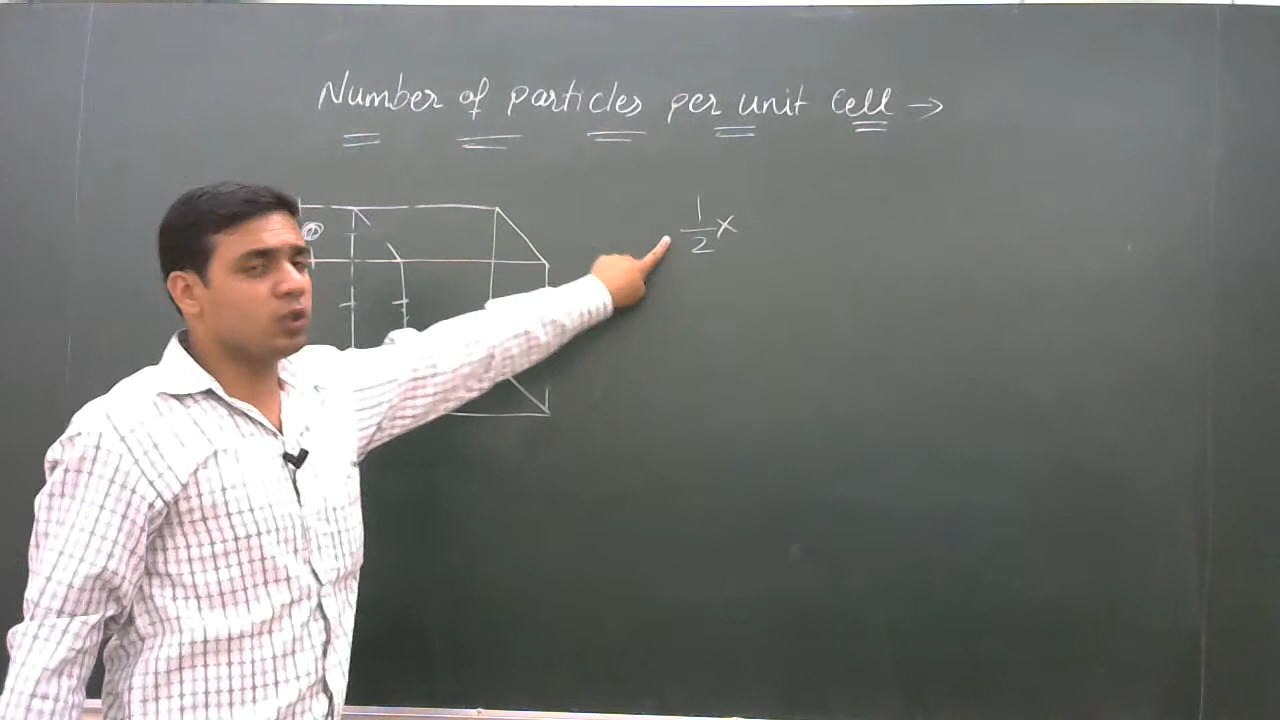 Number of particles per unit cell →
1/2 x